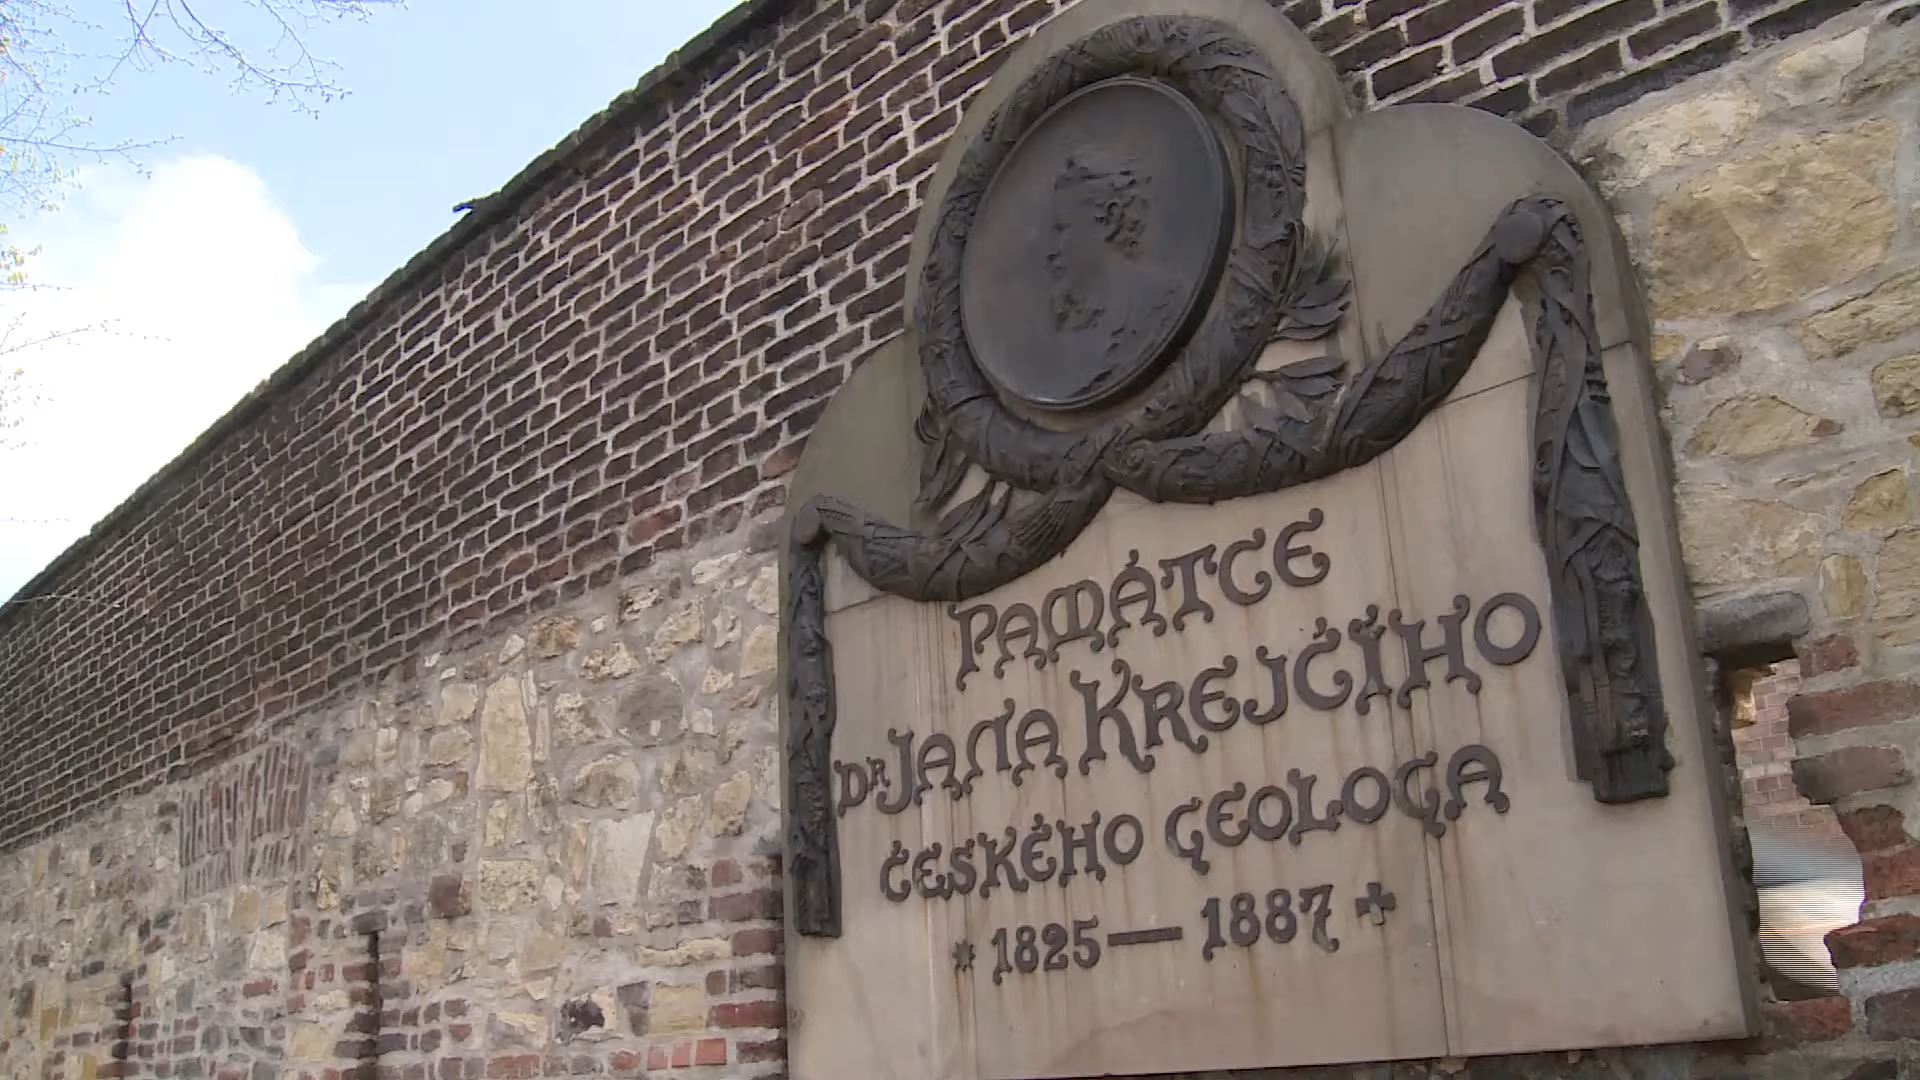 PAMÁTCE
DR JANA KREJČÍHO
ČESKÉHO GEOLOGA
* 1825 — 1887 ✝